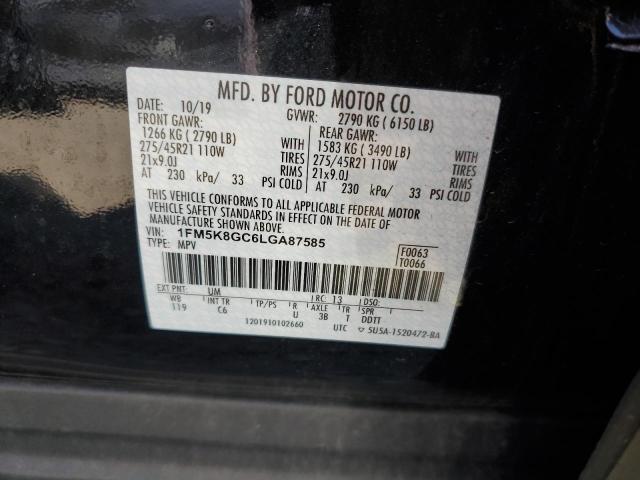 MFD. BY FORD MOTOR CO.
DATE: 10/19 GVWR: 2790 KG ( 6150 LB)
FRONT GAWR: REAR GAWR:
1266 KG ( 2790 LB) WITH 1583 KG ( 3490 LB) WITH
275/45R21 110W TIRES 275/45R21 110W TIRES
21x9.0J RIMS 21x9.0J RIMS
AT 230 kPa/ 33 PSI COLD AT 230 kPa/ 33 PSI COLD
THIS VEHICLE CONFORMS TO ALL APPLICABLE FEDERAL MOTOR
VEHICLE SAFETY STANDARDS IN EFFECT ON THE DATE OF
MANUFACTURE SHOWN ABOVE.
VIN: 1FM5K8GC6LGA87585 F0063
TYPE: MPV T0066
EXT PNT: UM RC: 13 DSO:
WB INT TR TP/PS R AXLE TR SPR
119 C6 U 3B T DDTT
1201910102660 UTC 5U5A-1520472-BA